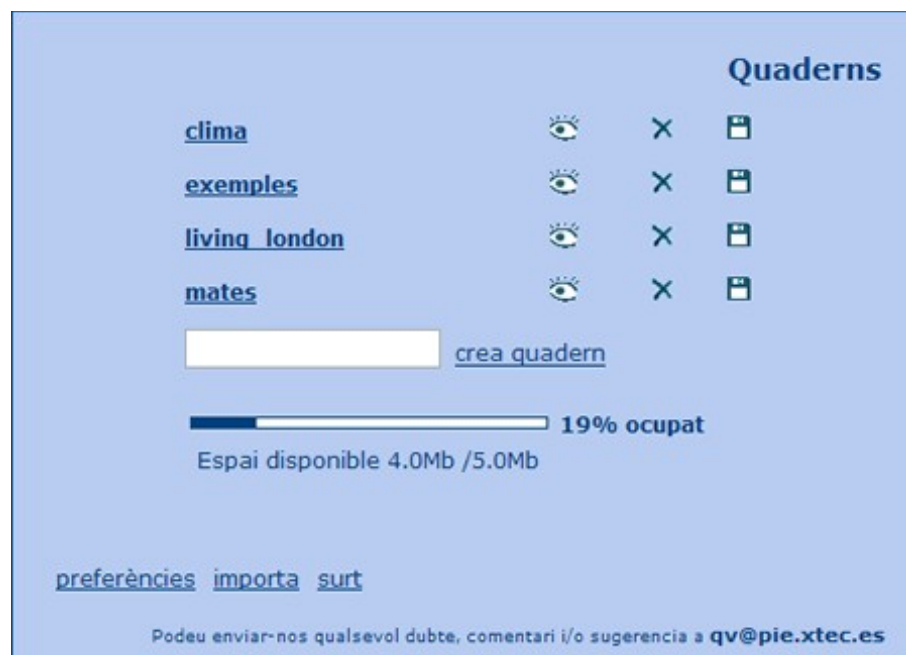 Quaderns
clima
exemples
living_london
mates
crea quadern
19% ocupat
Espai disponible 4.0Mb /5.0Mb
preferències importa surt
Podeu enviar-nos qualsevol dubte, comentari i/o sugerencia a qv@pie.xtec.es